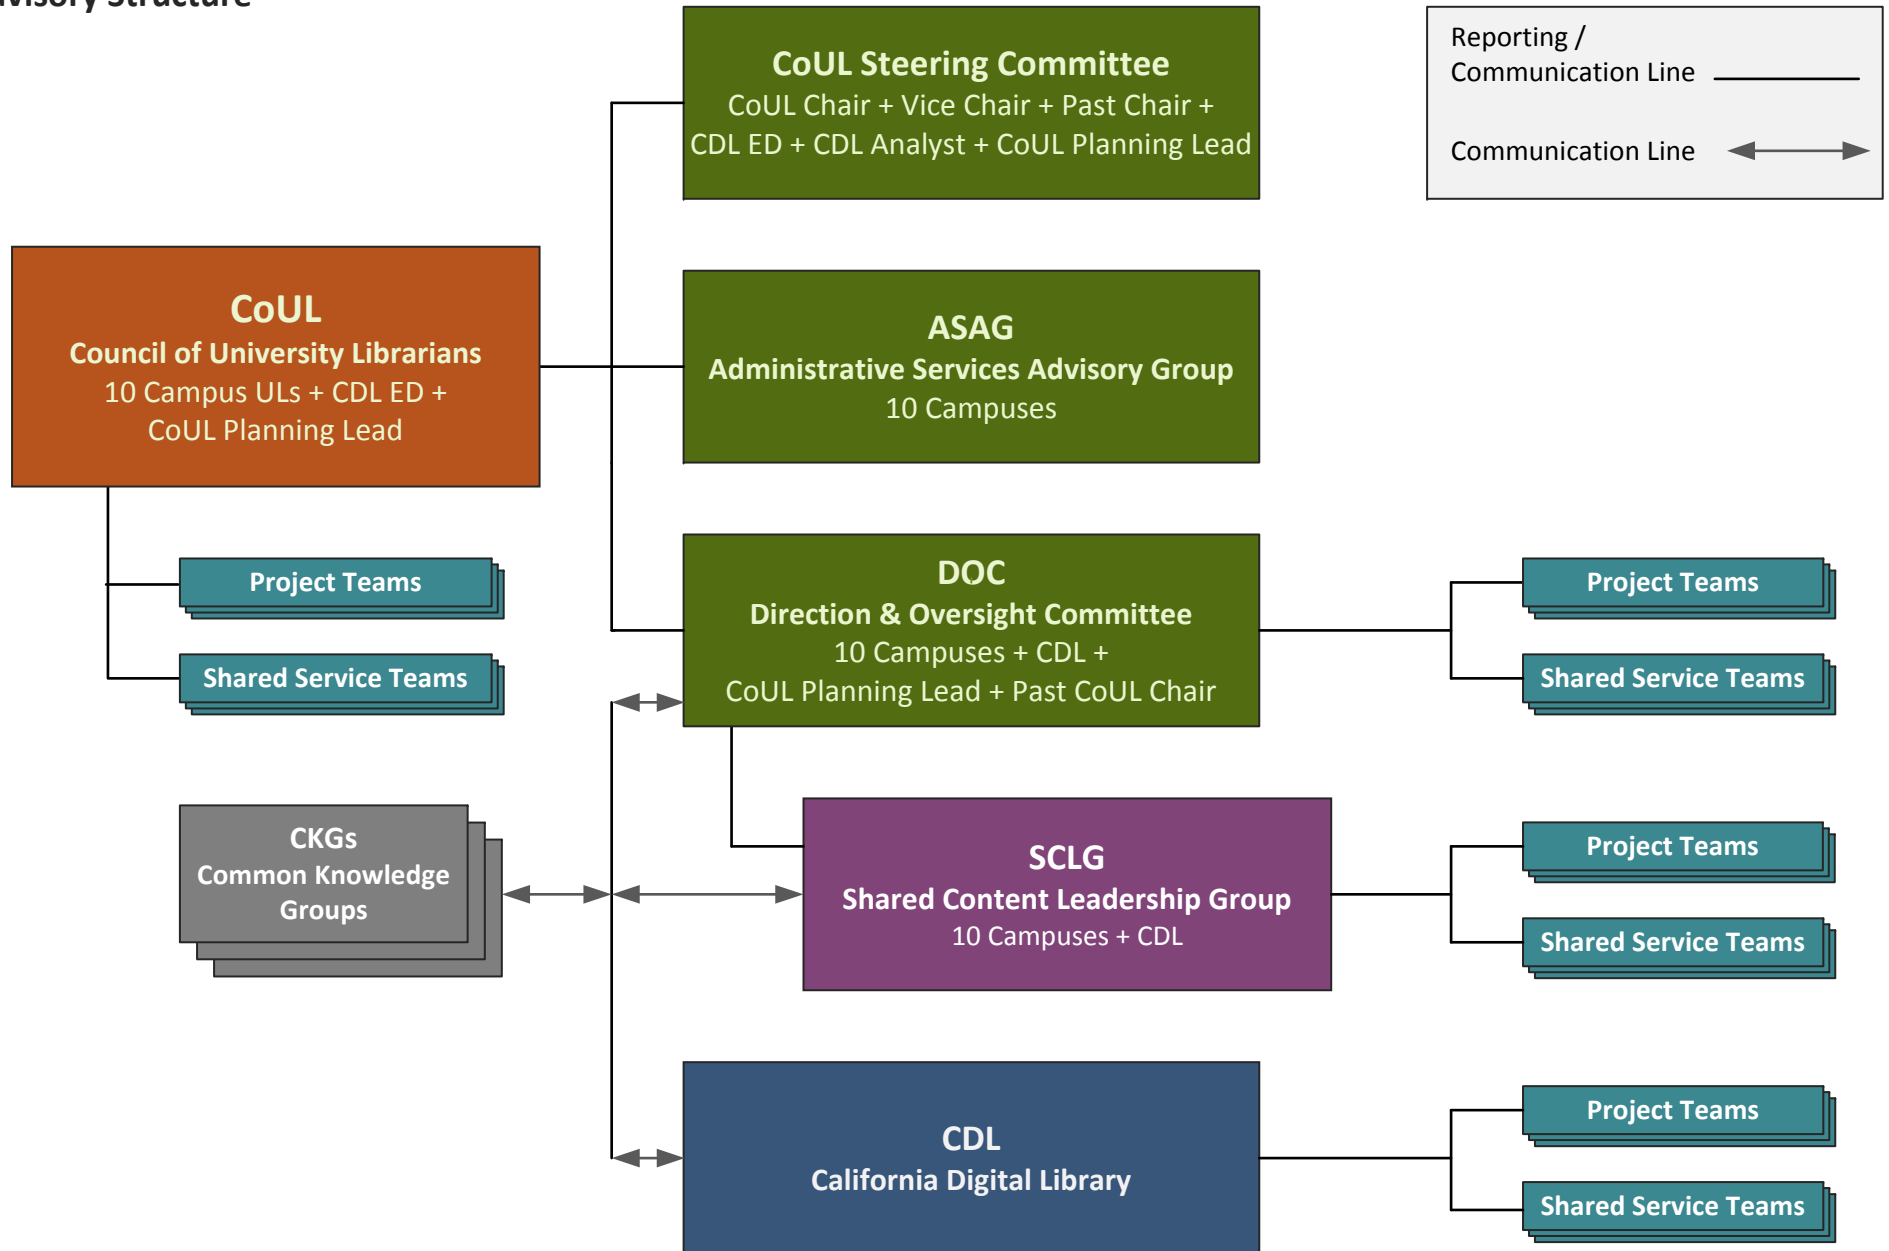 Structure
CoUL Steering Committee
CoUL Chair + Vice Chair + Past Chair +
CDL ED + CDL Analyst + CoUL Planning Lead
Reporting /
Communication Line
Communication Line
CoUL
Council of University Librarians
10 Campus ULs + CDL ED +
CoUL Planning Lead
ASAG
Administrative Services Advisory Group
10 Campuses
Project Teams
Shared Service Teams
DOC
Direction & Oversight Committee
10 Campuses + CDL +
CoUL Planning Lead + Past CoUL Chair
Project Teams
Shared Service Teams
CKGs
Common Knowledge
Groups
SCLG
Shared Content Leadership Group
10 Campuses + CDL
Project Teams
Shared Service Teams
CDL
California Digital Library
Project Teams
Shared Service Teams